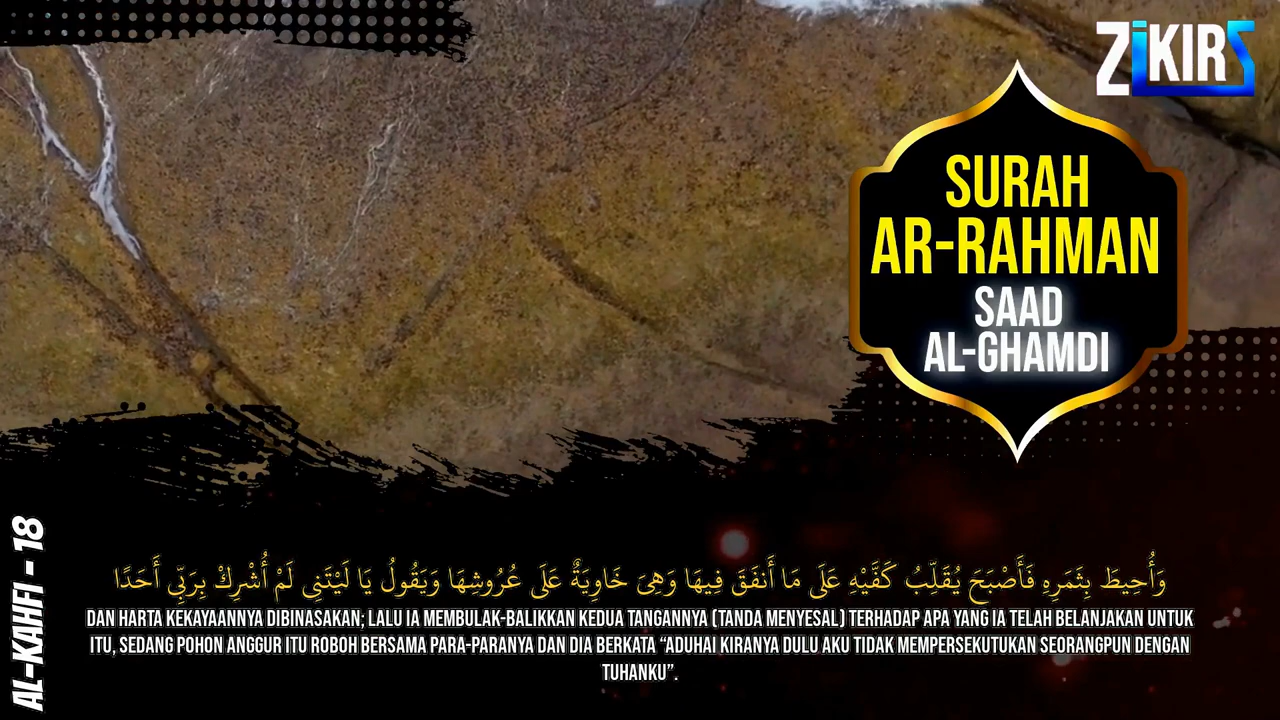 ZIKIRS
SURAH
AR-RAHMAN
SAAD
AL-GHAMDI
AL-KAHFI - 18
وَأُحِيطَ بِثَمَرِهِ فَأَصْبَحَ يُقَلِّبُ كَفَّيْهِ عَلَى مَا أَنفَقَ فِيهَا وَهِىَ خَاوِيَةٌ عَلَى عُرُوشِهَا وَيَقُولُ يَا لَيْتَنِى لَمْ أُشْرِكْ بِرَبِّى أَحَدًا
DAN HARTA KEKAYAANNYA DIBINASAKAN; LALU IA MEMBULAK-BALIKKAN KEDUA TANGANNYA (TANDA MENYESAL) TERHADAP APA YANG IA TELAH BELANJAKAN UNTUK
ITU, SEDANG POHON ANGGUR ITU ROBOH BERSAMA PARA-PARANYA DAN DIA BERKATA “ADUHAI KIRANYA DULU AKU TIDAK MEMPERSEKUTUKAN SEORANGPUN DENGAN
TUHANKU”.